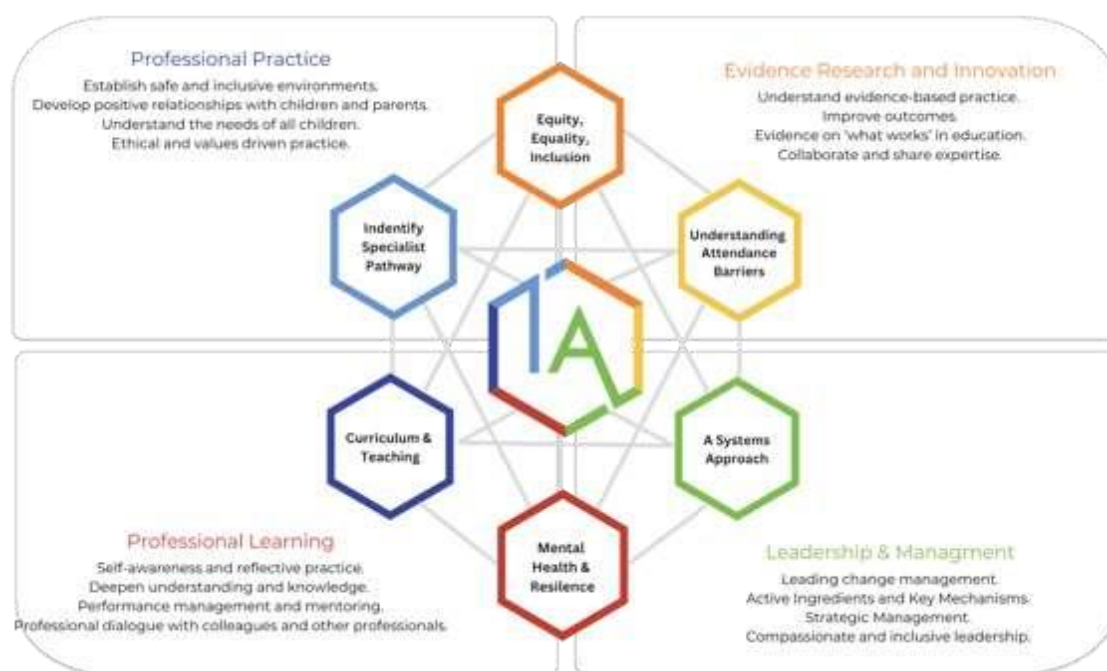 Professional Practice
Establish safe and inclusive environments.
Develop positive relationships with children and parents.
Understand the needs of all children.
Ethical and values driven practice.
Evidence Research and Innovation
Understand evidence-based practice.
Improve outcomes.
Evidence on 'what works' in education.
Collaborate and share expertise.
Equity,
Equality,
Inclusion
Indentify
Specialist
Pathway
Understanding
Attendance
Barriers
1A
Curriculum &
Teaching
A Systems
Approach
Mental
Health &
Resilence
Professional Learning
Self-awareness and reflective practice.
Deepen understanding and knowledge.
Performance management and mentoring.
Professional dialogue with colleagues and other professionals.
Leadership & Managment
Leading change management.
Active Ingredients and Key Mechanisms.
Strategic Management.
Compassionate and inclusive leadership.